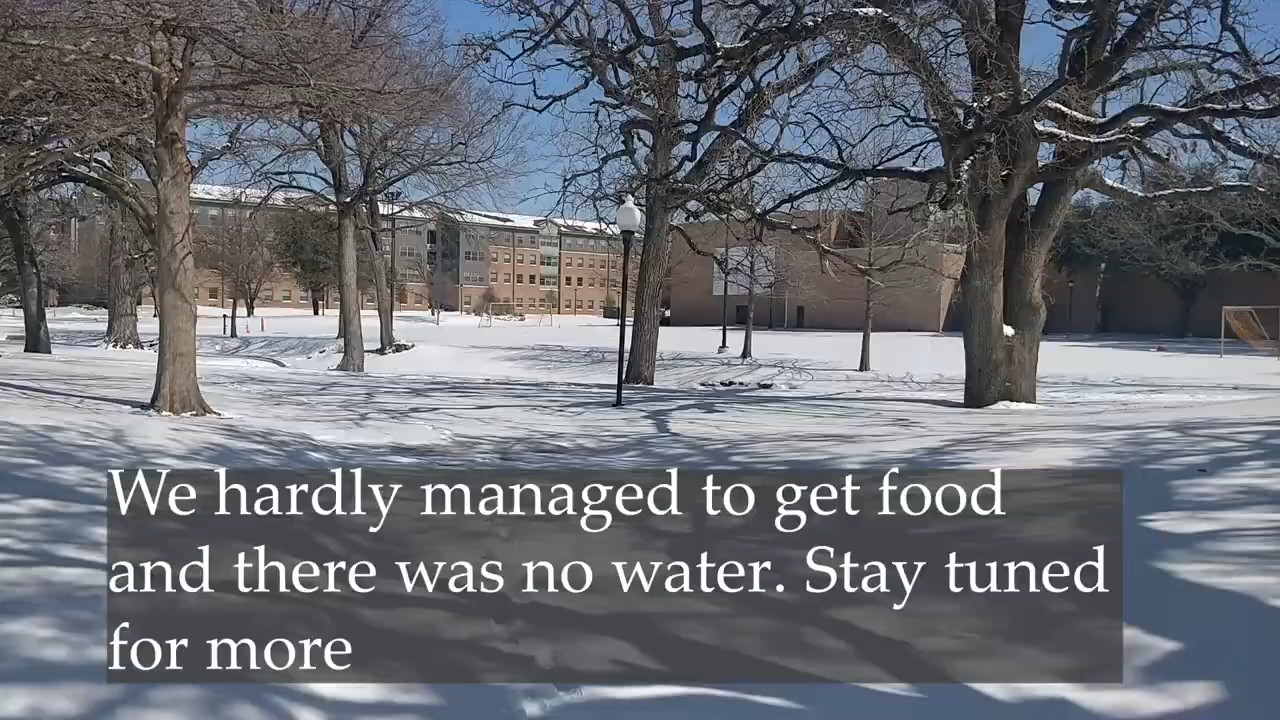 We hardly managed to get food
and there was no water. Stay tuned
for more